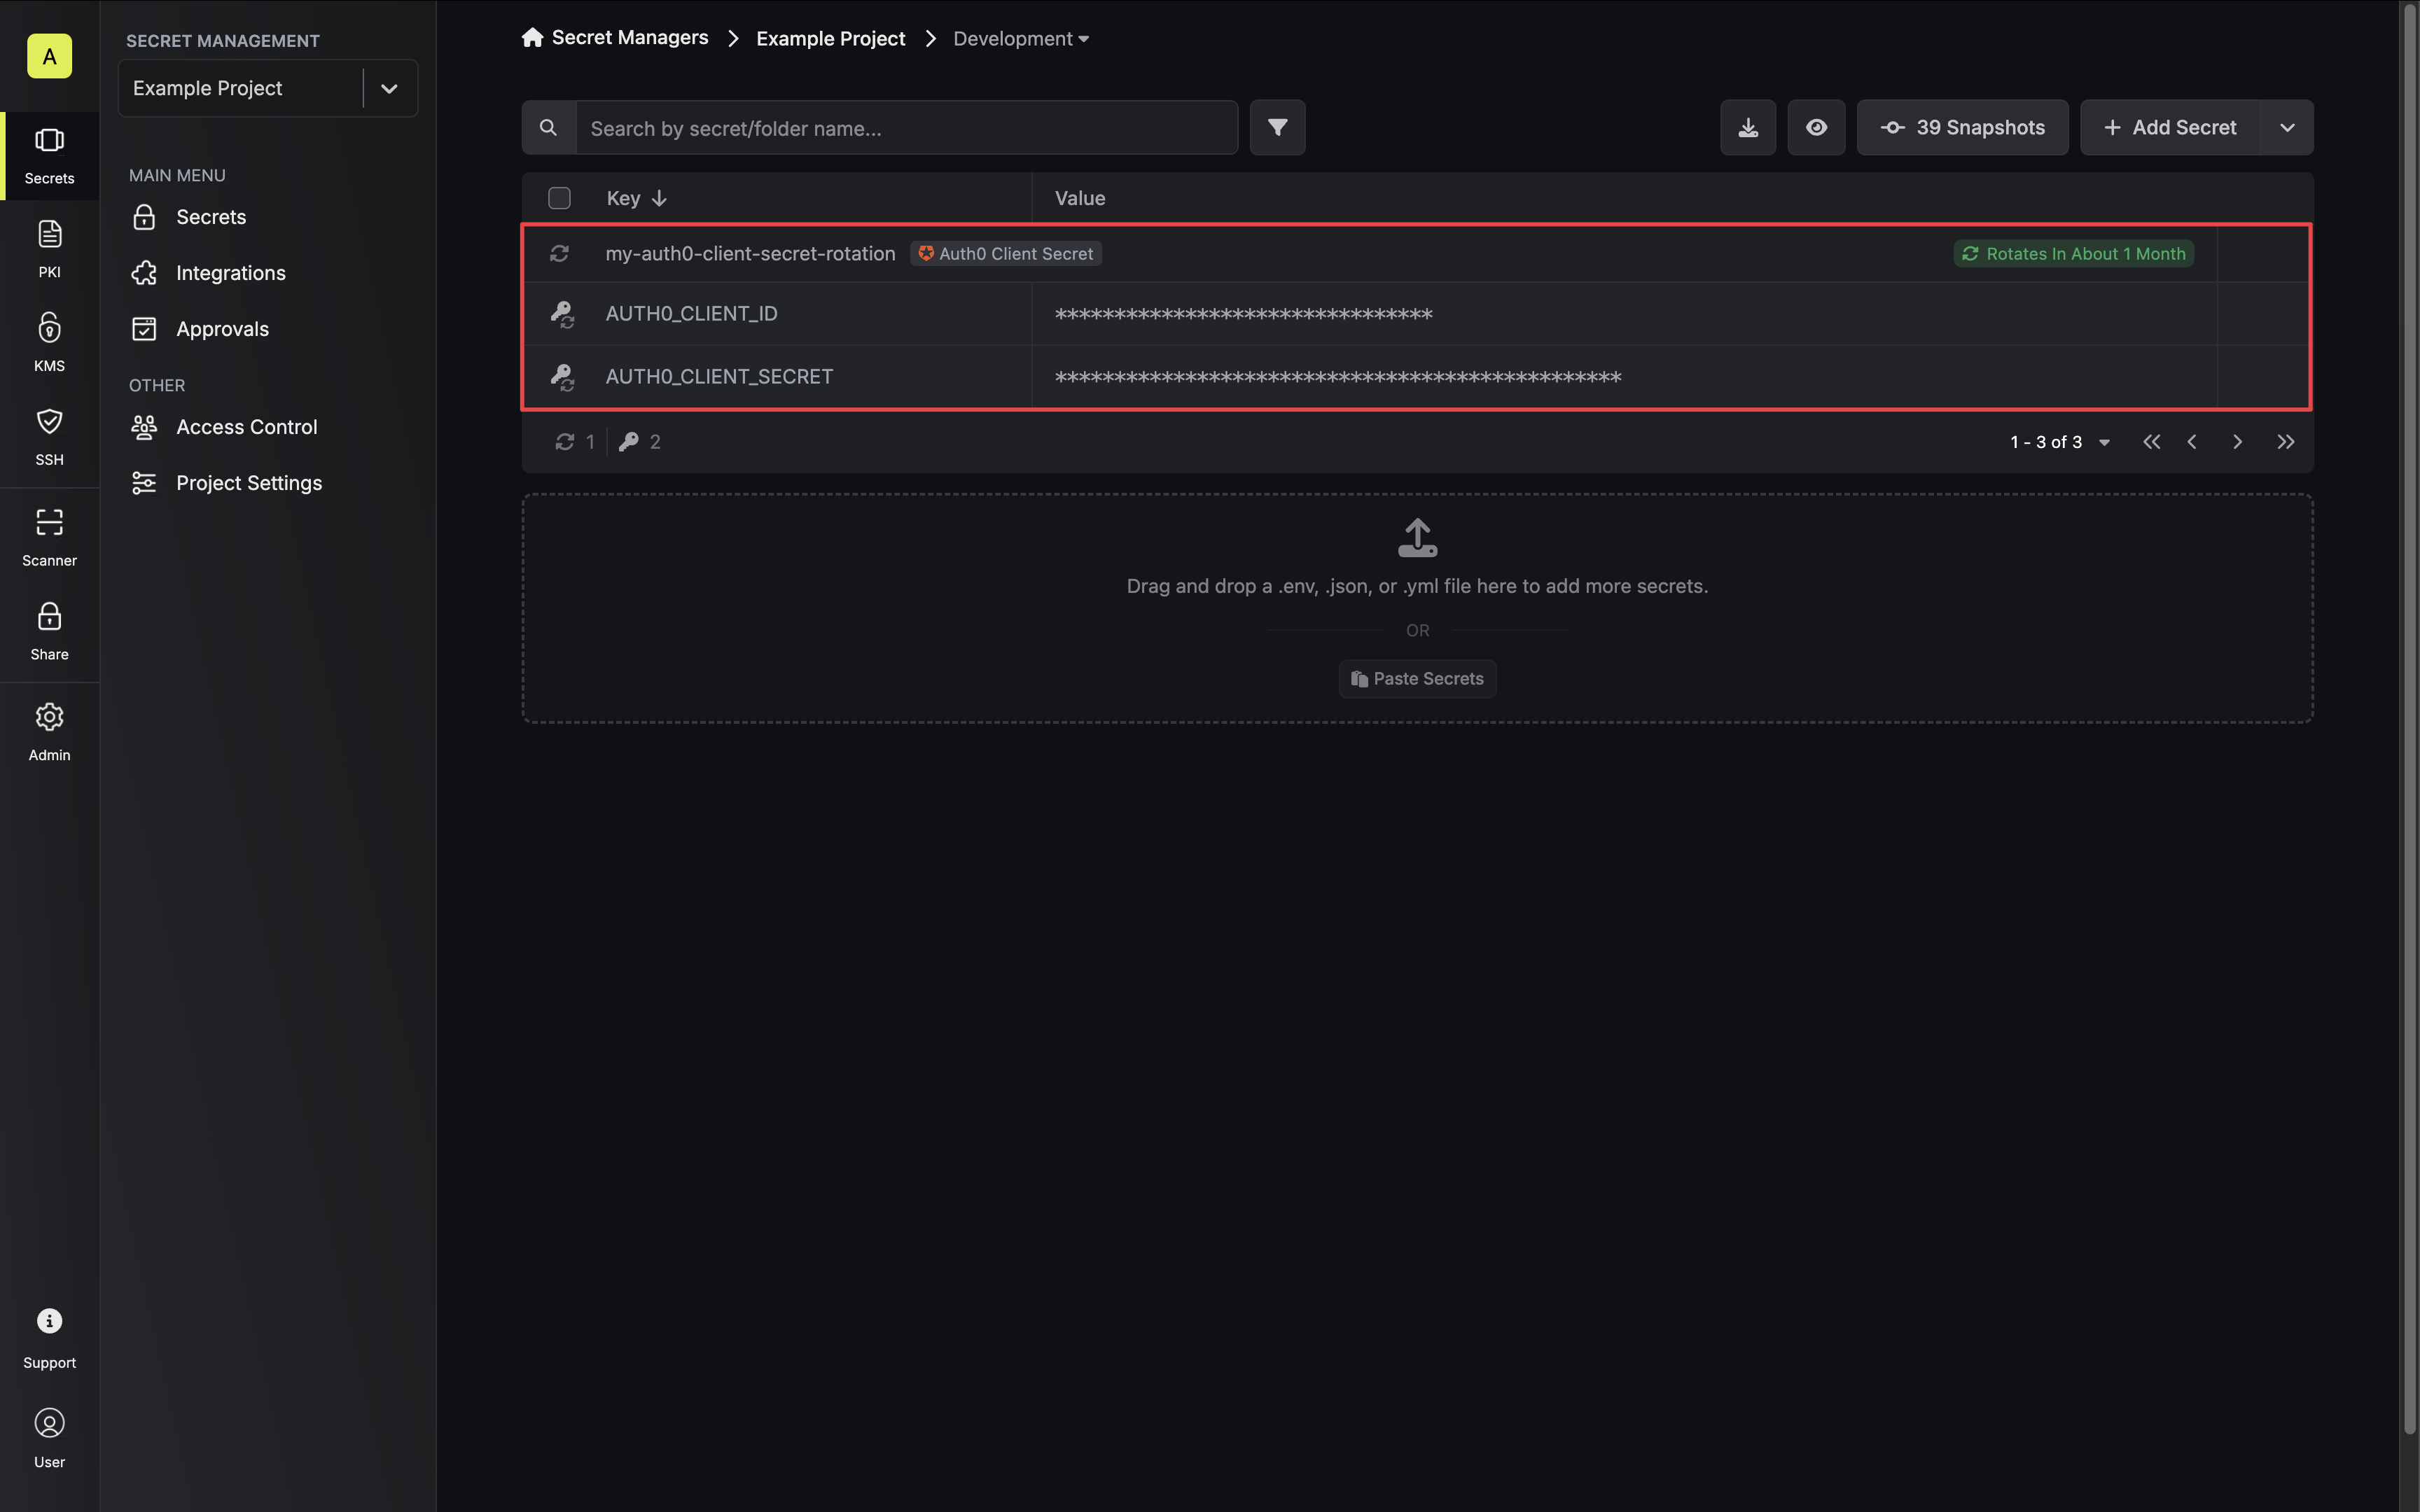 A
Secrets
PKI
KMS
SSH
Scanner
Share
Admin
Support
User
SECRET MANAGEMENT
Example Project
MAIN MENU
Secrets
Integrations
Approvals
OTHER
Access Control
Project Settings
Secret Managers Example Project Development
Search by secret/folder name...
39 Snapshots
Add Secret
Key Value
my-auth0-client-secret-rotation Auth0 Client Secret Rotates In About 1 Month
AUTH0_CLIENT_ID ********************************
AUTH0_CLIENT_SECRET ************************************************
1 2 1 - 3 of 3
Drag and drop a .env, .json, or .yml file here to add more secrets.
OR
Paste Secrets